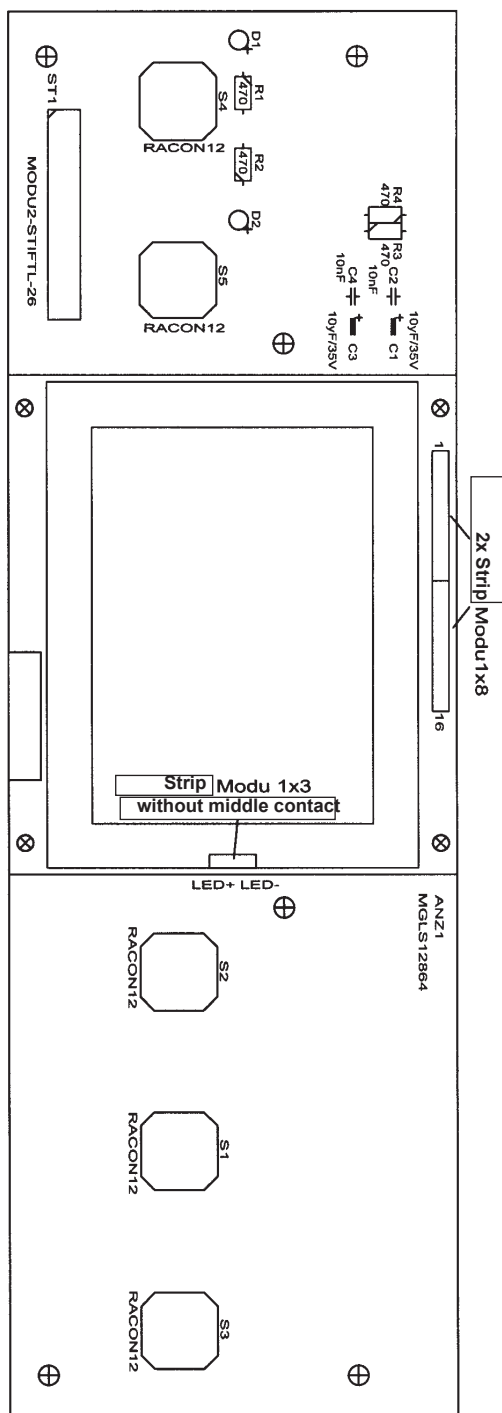 D1
ST1
R1
470
S4
RACON12
MODU2-STIFTL-26
R2
470
D2
R4
470
R3
470
S5
RACON12
C4
10nF
C2
10nF
10yF/35V
C3
10yF/35V
C1
1
2x Strip Modu1x8
16
Strip Modu 1x3
without middle contact
LED+ LED-
ANZ1
MGLS12864
S2
RACON12
S1
RACON12
S3
RACON12